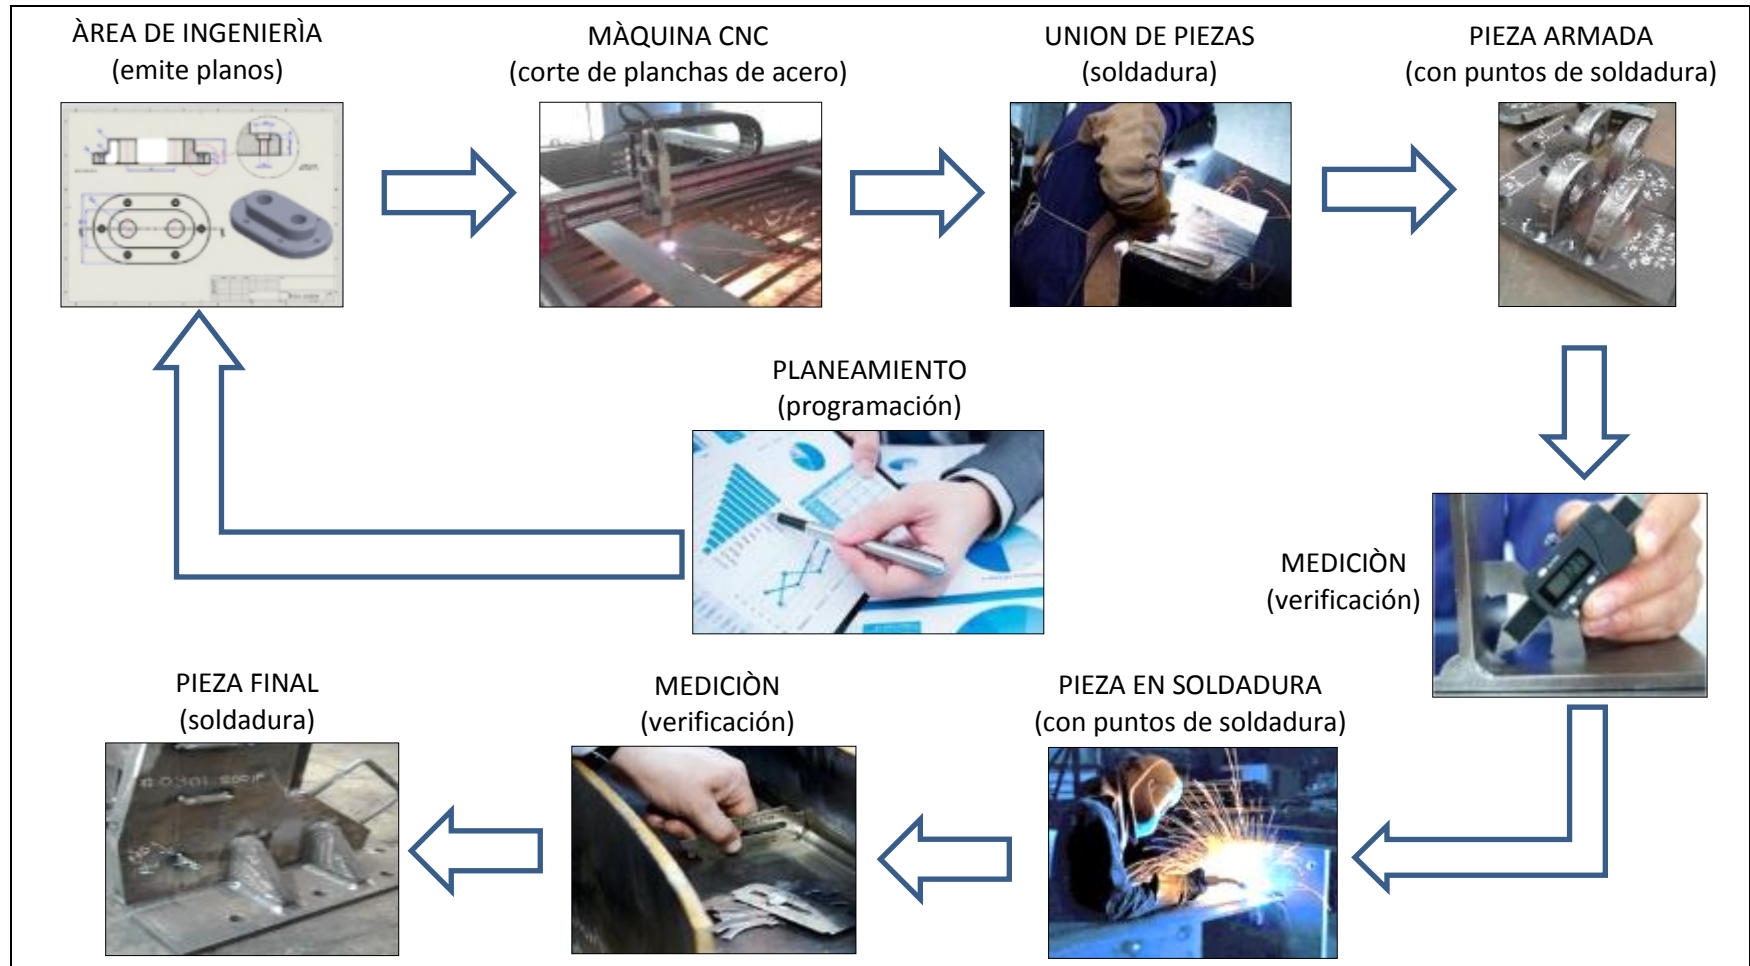 ÀREA DE INGENIERÌA
(emite planos)
MÀQUINA CNC
(corte de planchas de acero)
UNION DE PIEZAS
(soldadura)
PIEZA ARMADA
(con puntos de soldadura)
PLANEAMIENTO
(programación)
MEDICIÒN
(verificación)
PIEZA FINAL
(soldadura)
MEDICIÒN
(verificación)
PIEZA EN SOLDADURA
(con puntos de soldadura)